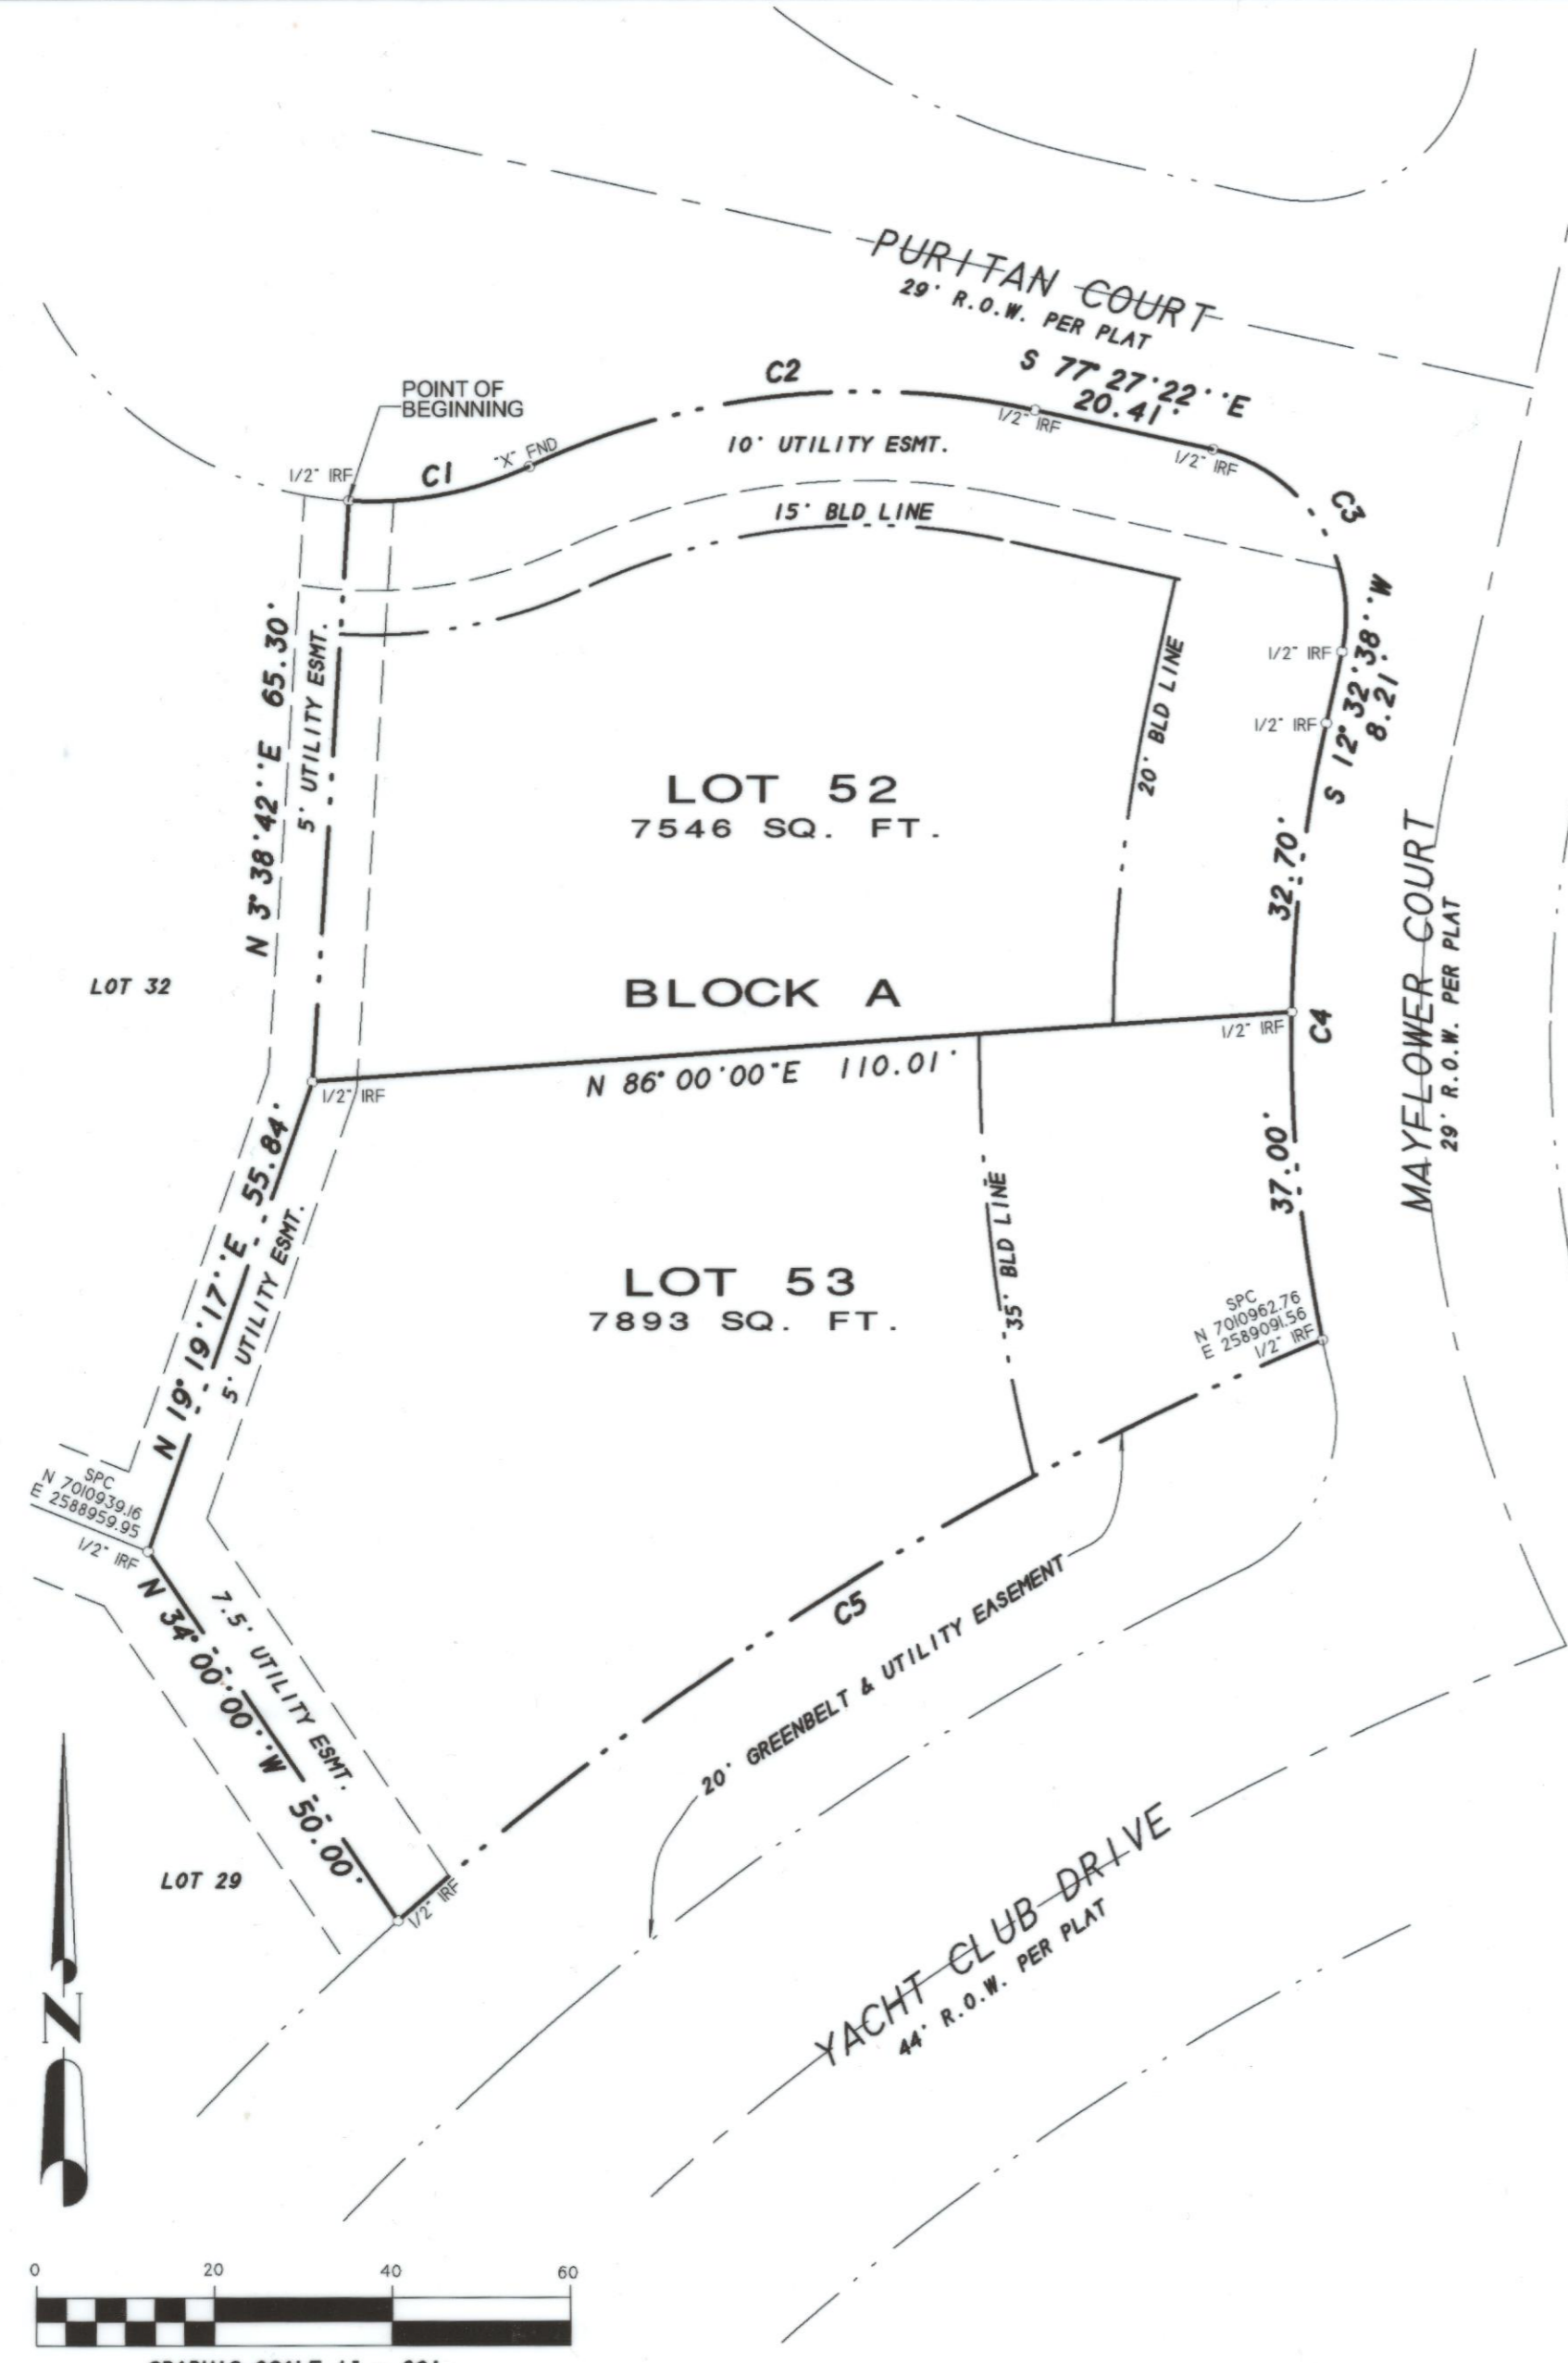 PURITAN COURT
29' R.O.W. PER PLAT
S 77° 27' 22'' E
20.41'
C2
POINT OF
BEGINNING
1/2" IRF
C1
"X" FND
1/2" IRF
10' UTILITY ESMT.
1/2" IRF
C3
15' BLD LINE
N 3° 38' 42'' E 65.30'
5' UTILITY ESMT.
20' BLD LINE
1/2" IRF
1/2" IRF
S 12° 32' 38'' W
8.21'
LOT 52
7546 SQ. FT.
32.70'
MAYFLOWER COURT
29' R.O.W. PER PLAT
LOT 32
BLOCK A
1/2" IRF
C4
N 86° 00' 00" E 110.01'
1/2" IRF
N 19° 19' 17'' E 55.84'
5' UTILITY ESMT.
35' BLD LINE
37.00'
LOT 53
7893 SQ. FT.
SPC
N 7010962.76
E 2589091.56
1/2" IRF
SPC
N 7010939.16
E 2588959.95
1/2" IRF
N 34° 00' 00'' W 50.00'
7.5' UTILITY ESMT.
C5
20' GREENBELT & UTILITY EASEMENT
LOT 29
1/2" IRF
YACHT CLUB DRIVE
44' R.O.W. PER PLAT
N
0 20 40 60